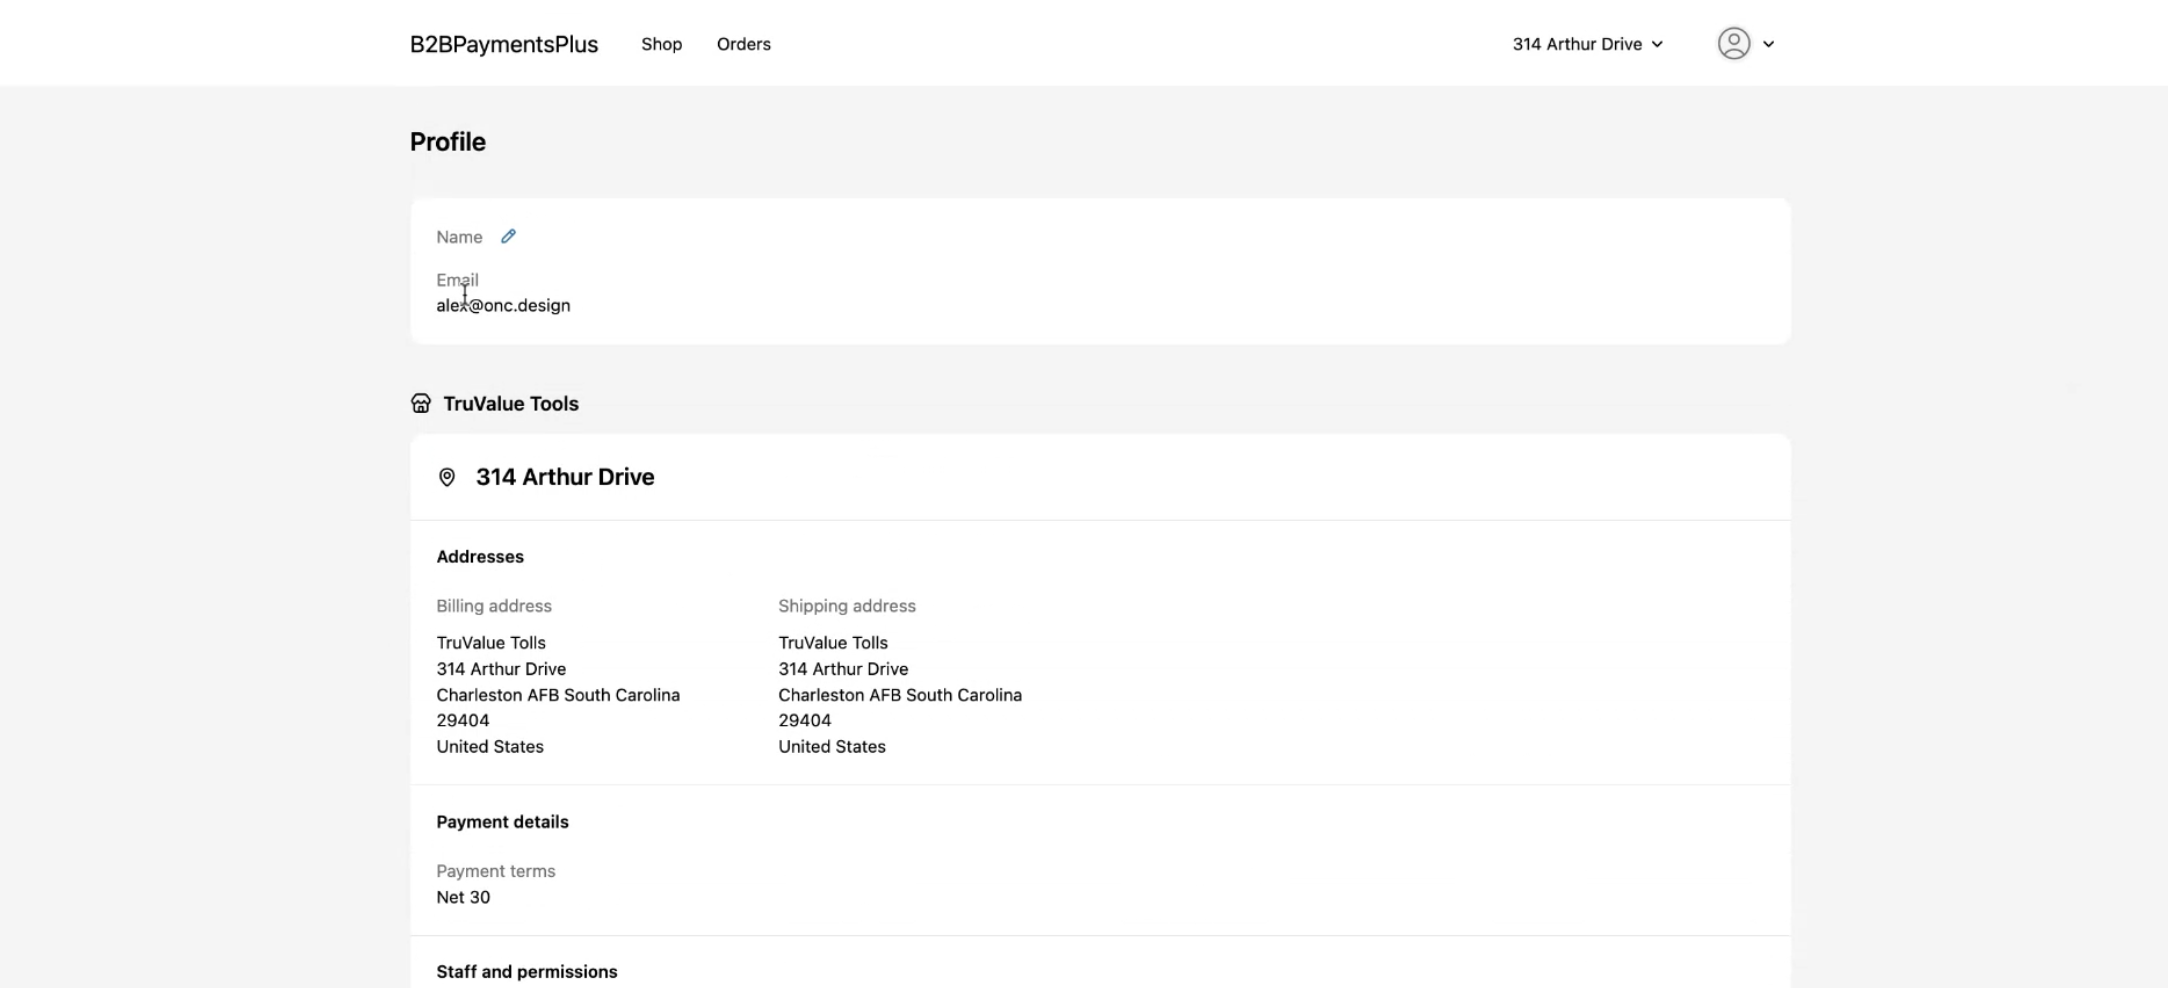 B2BPaymentsPlus Shop Orders 314 Arthur Drive
Profile
Name
Email
alex@onc.design
TruValue Tools
314 Arthur Drive
Addresses
Billing address Shipping address
TruValue Tolls TruValue Tolls
314 Arthur Drive 314 Arthur Drive
Charleston AFB South Carolina Charleston AFB South Carolina
29404 29404
United States United States
Payment details
Payment terms
Net 30
Staff and permissions